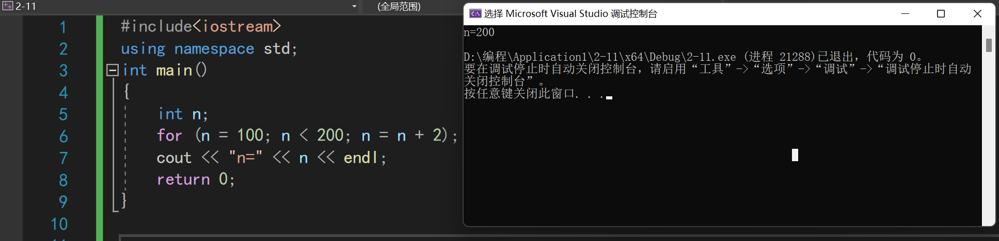 2-11
(全局范围)
1 #include<iostream>
2 using namespace std;
3 int main()
4 {
5 int n;
6 for (n = 100; n < 200; n = n + 2);
7 cout << "n=" << n << endl;
8 return 0;
9 }
10
选择 Microsoft Visual Studio 调试控制台
n=200
D:\编程\Application1\2-11\x64\Debug\2-11.exe (进程 21288)已退出，代码为 0。
要在调试停止时自动关闭控制台，请启用“工具”->“选项”->“调试”->“调试停止时自动
关闭控制台”。
按任意键关闭此窗口. . .